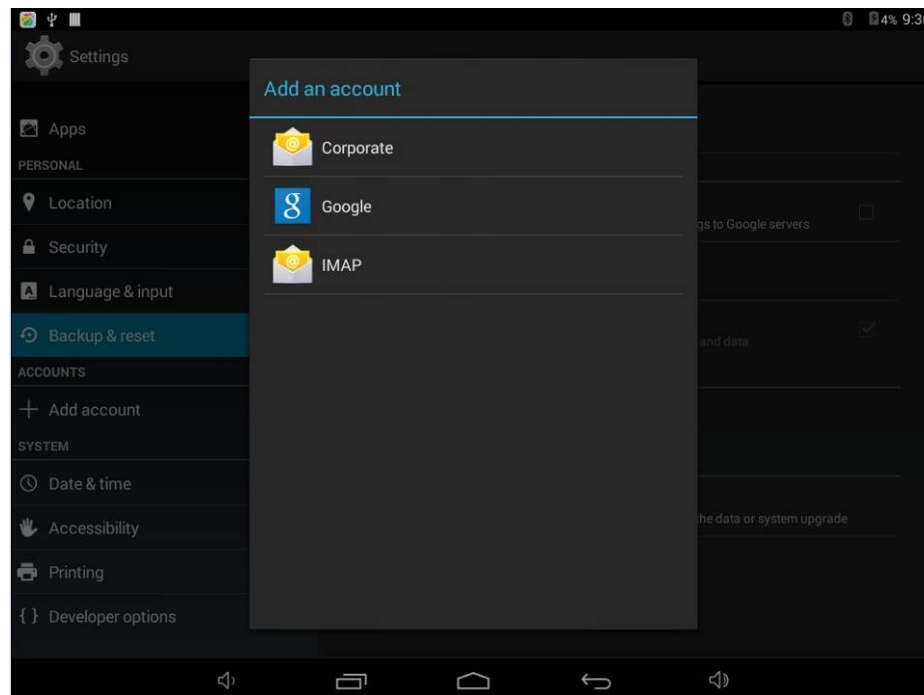 4% 9:30
Settings
Add an account
Apps
Corporate
PERSONAL
Location
Google
gs to Google servers
Security
IMAP
Language & input
Backup & reset
and data
ACCOUNTS
Add account
SYSTEM
Date & time
the data or system upgrade
Accessibility
Printing
{ } Developer options